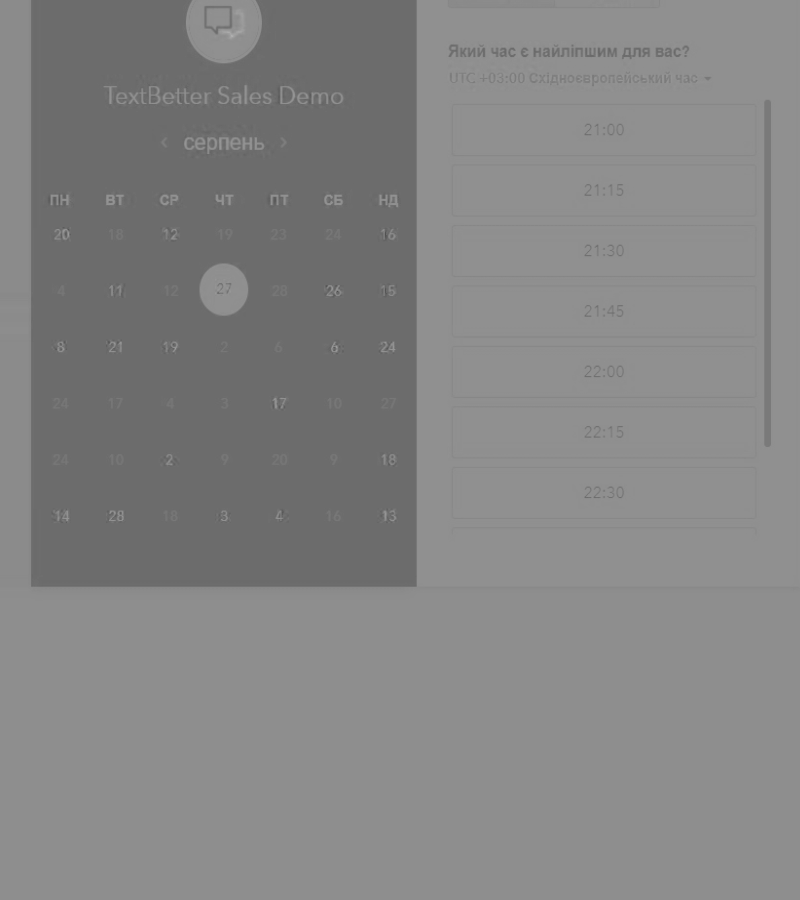 TextBetter Sales Demo
‹ серпень ›
ПН ВТ СР ЧТ ПТ СБ НД
20 18 12 19 23 24 16
4 11 12 27 28 26 15
8 21 19 2 6 6 24
24 17 4 3 17 10 27
24 10 2 9 20 9 18
14 28 18 3 4 16 13
Який час є найліпшим для вас?
UTC +03:00 Східноєвропейський час
21:00
21:15
21:30
21:45
22:00
22:15
22:30